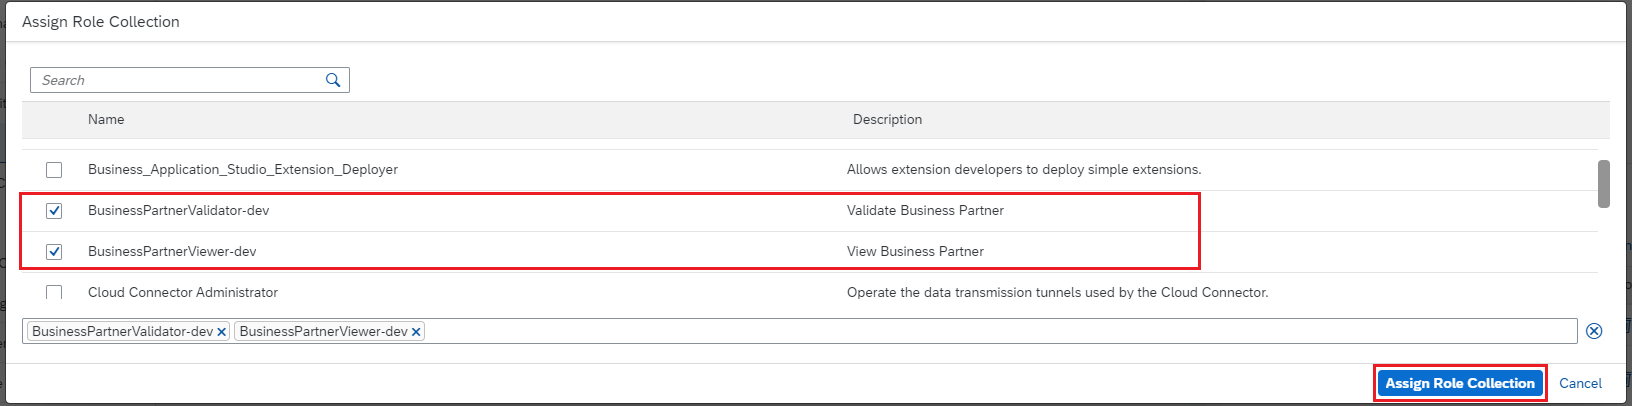 Assign Role Collection
Search
Name Description
Business_Application_Studio_Extension_Deployer Allows extension developers to deploy simple extensions.
BusinessPartnerValidator-dev Validate Business Partner
BusinessPartnerViewer-dev View Business Partner
Cloud Connector Administrator Operate the data transmission tunnels used by the Cloud Connector.
BusinessPartnerValidator-dev BusinessPartnerViewer-dev
Assign Role Collection Cancel